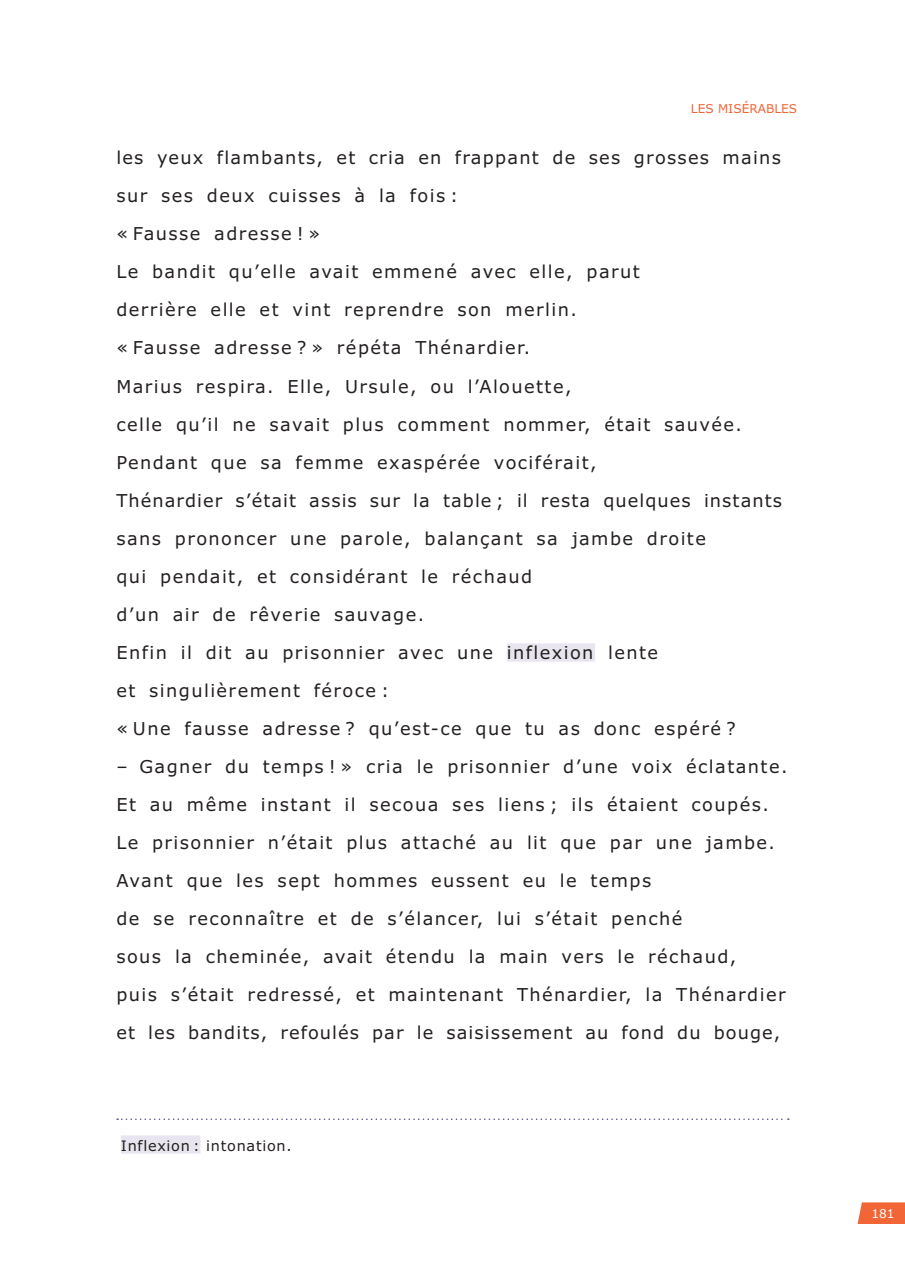 LES MISÉRABLES
les yeux flambants, et cria en frappant de ses grosses mains
sur ses deux cuisses à la fois :
« Fausse adresse ! »
Le bandit qu’elle avait emmené avec elle, parut
derrière elle et vint reprendre son merlin.
« Fausse adresse ? » répéta Thénardier.
Marius respira. Elle, Ursule, ou l’Alouette,
celle qu’il ne savait plus comment nommer, était sauvée.
Pendant que sa femme exaspérée vociférait,
Thénardier s’était assis sur la table ; il resta quelques instants
sans prononcer une parole, balançant sa jambe droite
qui pendait, et considérant le réchaud
d’un air de rêverie sauvage.
Enfin il dit au prisonnier avec une inflexion lente
et singulièrement féroce :
« Une fausse adresse ? qu’est-ce que tu as donc espéré ?
– Gagner du temps ! » cria le prisonnier d’une voix éclatante.
Et au même instant il secoua ses liens ; ils étaient coupés.
Le prisonnier n’était plus attaché au lit que par une jambe.
Avant que les sept hommes eussent eu le temps
de se reconnaître et de s’élancer, lui s’était penché
sous la cheminée, avait étendu la main vers le réchaud,
puis s’était redressé, et maintenant Thénardier, la Thénardier
et les bandits, refoulés par le saisissement au fond du bouge,
Inflexion : intonation.
181